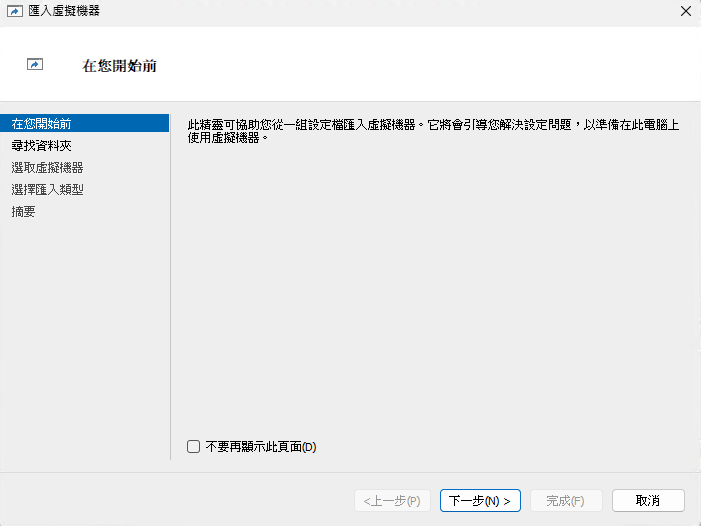 匯入虛擬機器
在您開始前
在您開始前
尋找資料夾
選取虛擬機器
選擇匯入類型
摘要
此精靈可協助您從一組設定檔匯入虛擬機器。它將會引導您解決設定問題，以準備在此電腦上
使用虛擬機器。
不要再顯示此頁面(D)
<上一步(P)
下一步(N) >
完成(F)
取消